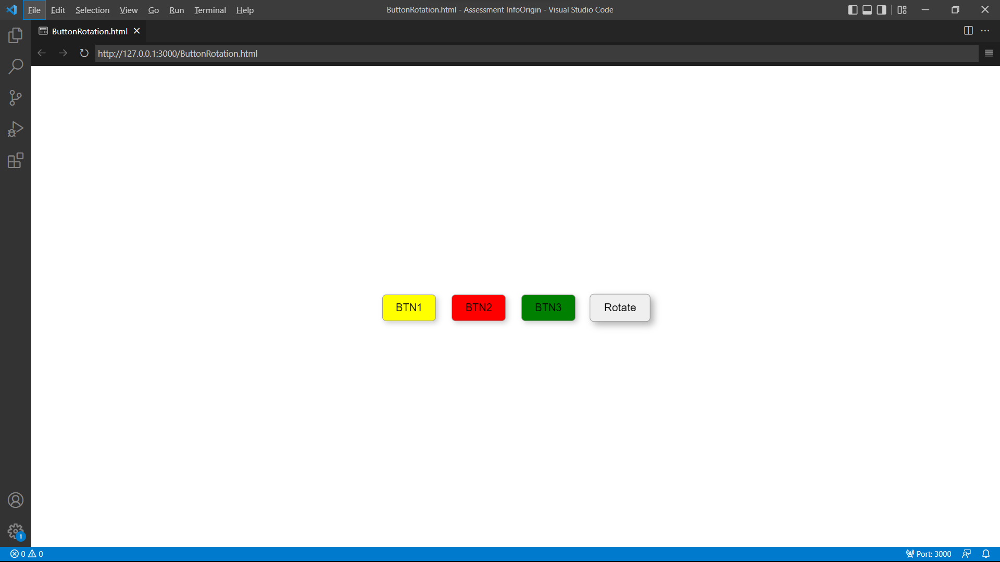 File Edit Selection View Go Run Terminal Help
ButtonRotation.html - Assessment InfoOrigin - Visual Studio Code
ButtonRotation.html
http://127.0.0.1:3000/ButtonRotation.html
BTN1 BTN2 BTN3 Rotate
1
0 0
Port: 3000